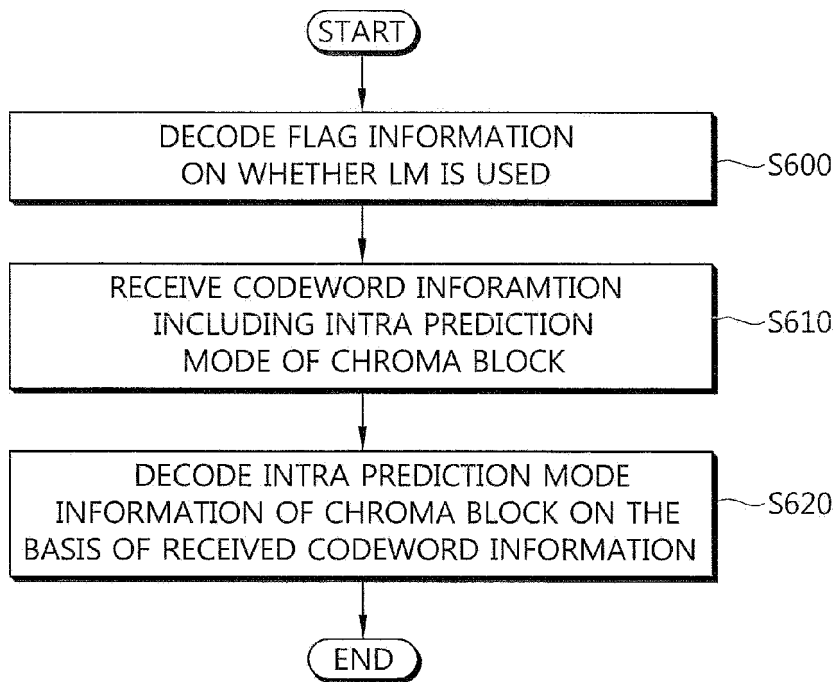 START
DECODE FLAG INFORMATION
ON WHETHER LM IS USED
S600
RECEIVE CODEWORD INFORAMTION
INCLUDING INTRA PREDICTION
MODE OF CHROMA BLOCK
S610
DECODE INTRA PREDICTION MODE
INFORMATION OF CHROMA BLOCK ON THE
BASIS OF RECEIVED CODEWORD INFORMATION
S620
END